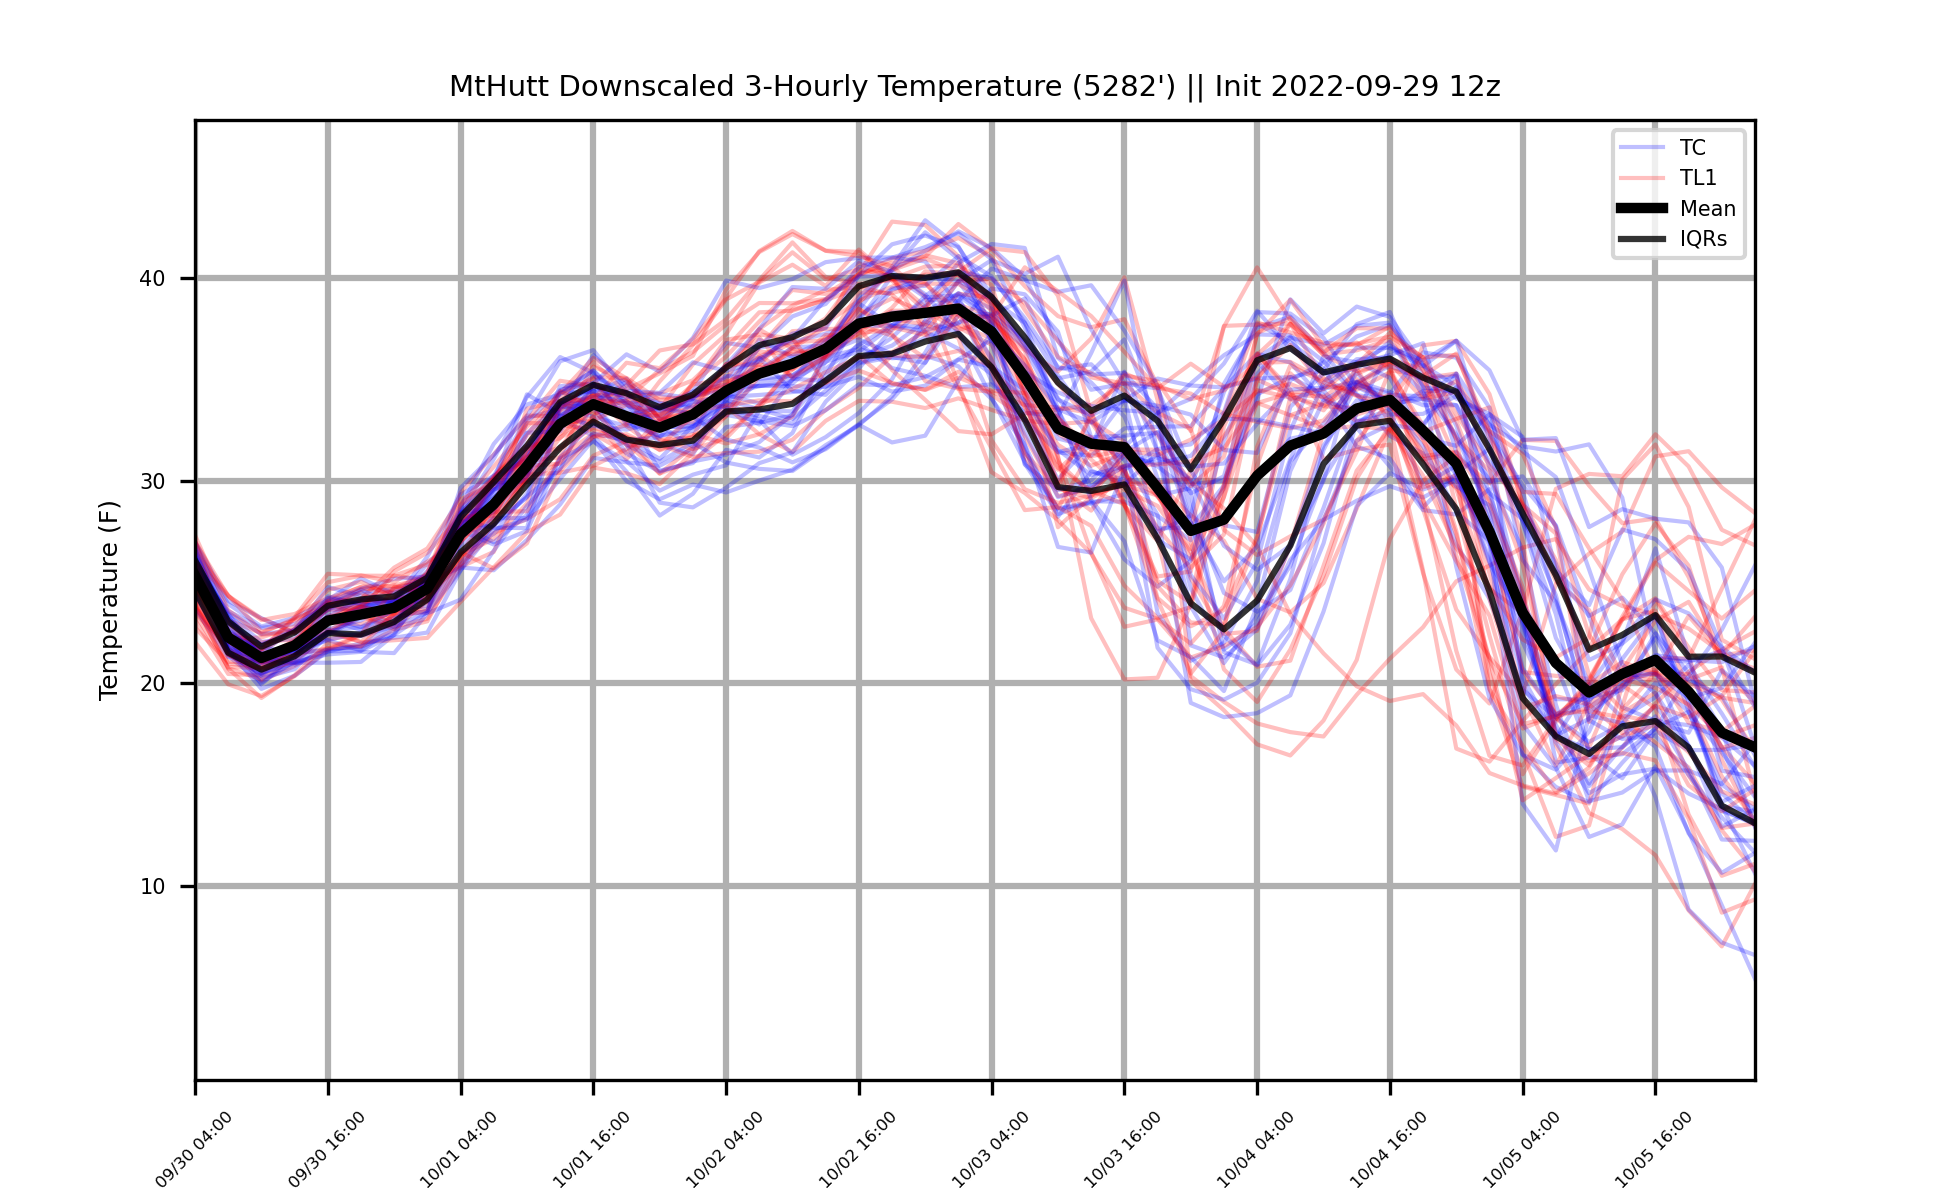 MtHutt Downscaled 3-Hourly Temperature (5282') || Init 2022-09-29 12z
TC
TL1
Mean
IQRs
Temperature (F)
40
30
20
10
09/30 04:00
09/30 16:00
10/01 04:00
10/01 16:00
10/02 04:00
10/02 16:00
10/03 04:00
10/03 16:00
10/04 04:00
10/04 16:00
10/05 04:00
10/05 16:00